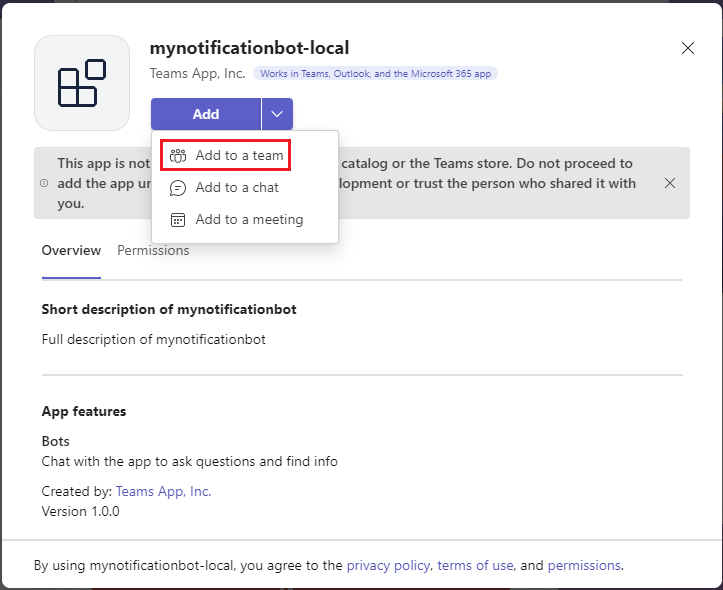 mynotificationbot-local
Teams App, Inc. Works in Teams, Outlook, and the Microsoft 365 app
Add
Add to a team
Add to a chat
Add to a meeting
This app is not catalog or the Teams store. Do not proceed to
add the app lopment or trust the person who shared it with
you.
Overview Permissions
Short description of mynotificationbot
Full description of mynotificationbot
App features
Bots
Chat with the app to ask questions and find info
Created by: Teams App, Inc.
Version 1.0.0
By using mynotificationbot-local, you agree to the privacy policy, terms of use, and permissions.